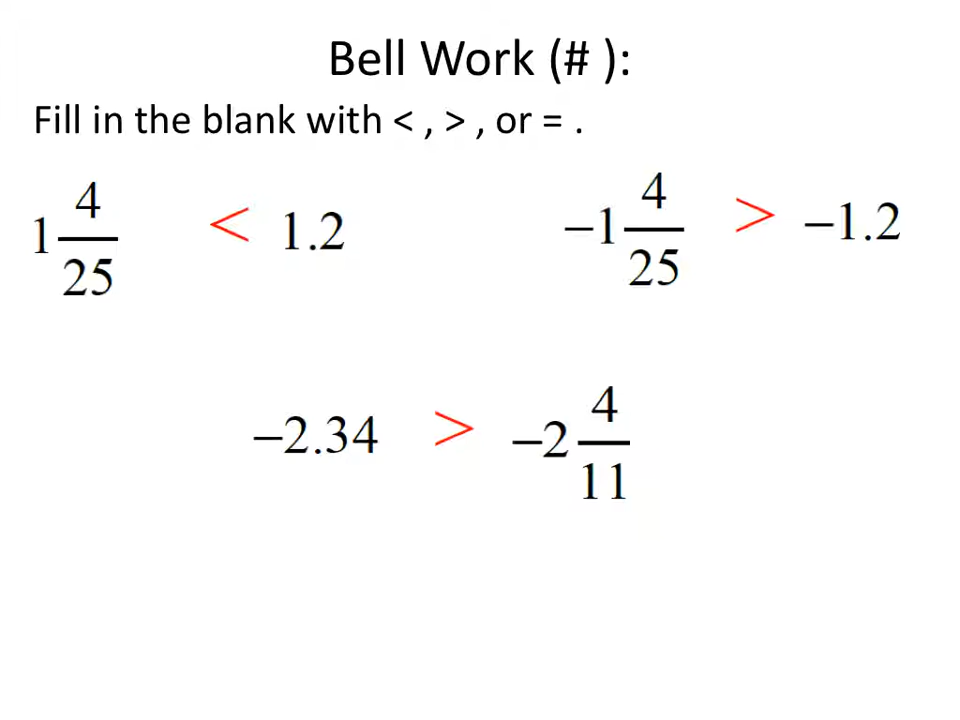 Bell Work (# ):
Fill in the blank with < , > , or = .
1 4/25 < 1.2
−1 4/25 > −1.2
−2.34 > −2 4/11